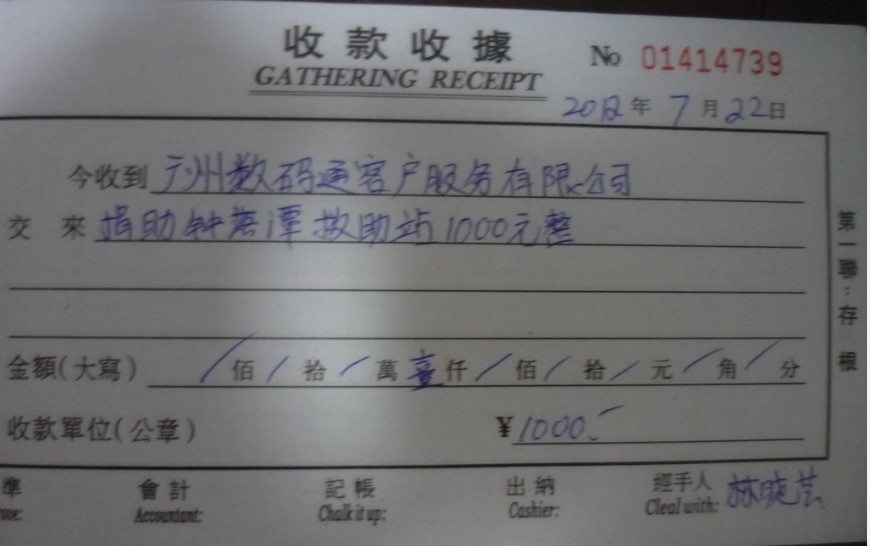 收款收據
GATHERING RECEIPT
No 01414739
2012年7月22日
今收到 广州数码通客户服务有限公司
交來 捐助钟落潭救助站1000元整
金額(大寫) / 佰 / 拾 / 萬 壹 仟 / 佰 / 拾 / 元 / 角 / 分
收款單位(公章) ¥1000.-
第一聯:存根
準 會計 記帳 出納 經手人 林晓芸
Accountant: Chalk it up: Cashier: Cleal with: